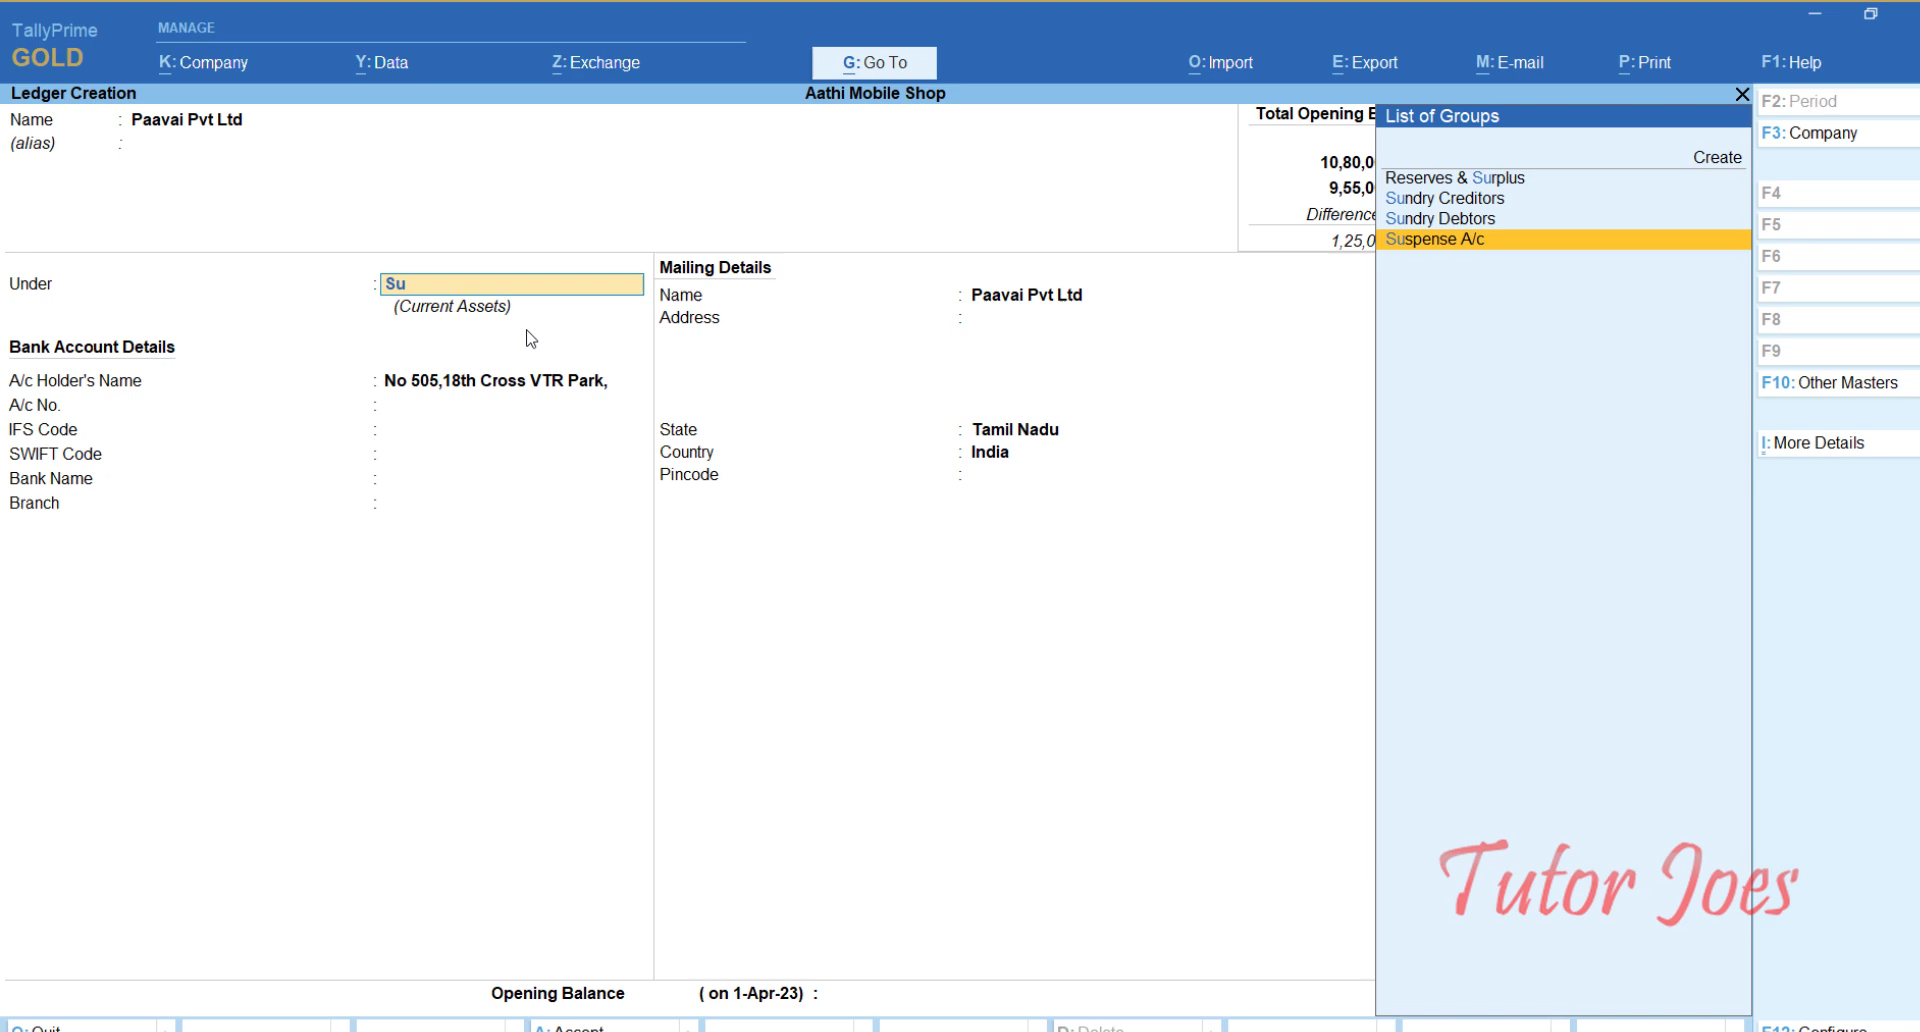 TallyPrime
GOLD
MANAGE
K: Company
Y: Data
Z: Exchange
G: Go To
O: Import
E: Export
M: E-mail
P: Print
F1: Help
Ledger Creation
Aathi Mobile Shop
Name : Paavai Pvt Ltd
(alias) :
Total Opening
10,80,0
9,55,0
Difference
1,25,0
Under : Su
(Current Assets)
Bank Account Details
A/c Holder's Name : No 505,18th Cross VTR Park,
A/c No. :
IFS Code :
SWIFT Code :
Bank Name :
Branch :
Mailing Details
Name : Paavai Pvt Ltd
Address :
State : Tamil Nadu
Country : India
Pincode :
Opening Balance ( on 1-Apr-23) :
List of Groups
Create
Reserves & Surplus
Sundry Creditors
Sundry Debtors
Suspense A/c
F2: Period
F3: Company
F4
F5
F6
F7
F8
F9
F10: Other Masters
I: More Details
Tutor Joes
Q: Quit
A: Accept
D: Delete
F12: Configure